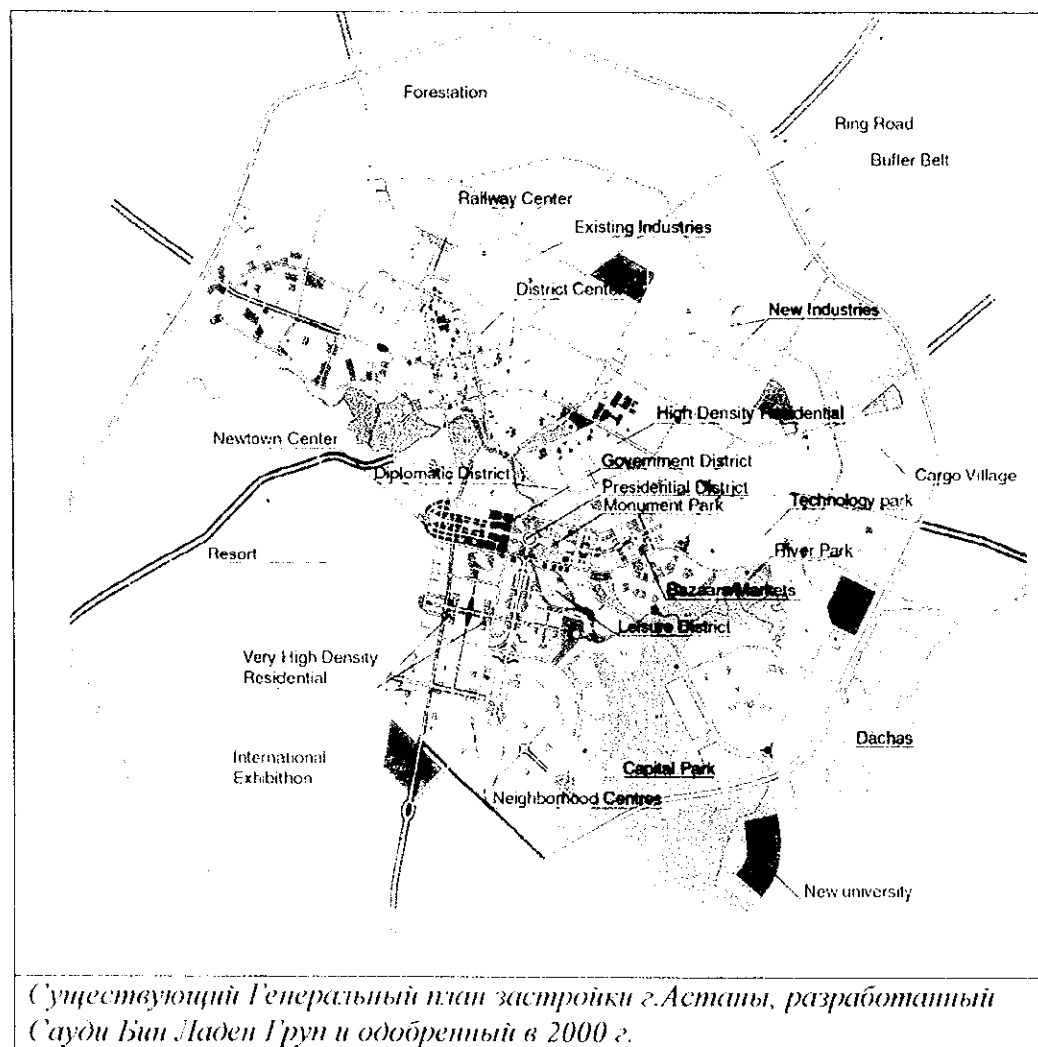 Forestation
Ring Road
Buffer Belt
Railway Center
Existing Industries
District Center
New Industries
High Density Residential
Newtown Center
Government District
Diplomatic District
Presidential District
Cargo Village
Monument Park
Technology park
Resort
River Park
Bazaars/Markets
Leisure District
Very High Density
Residential
Dachas
International
Exhibithon
Capital Park
Neighborhood Centres
New university
Существующий Генеральный план застройки г.Астаны, разработанный
Сауди Бин Ладен Груп и одобренный в 2000 г.